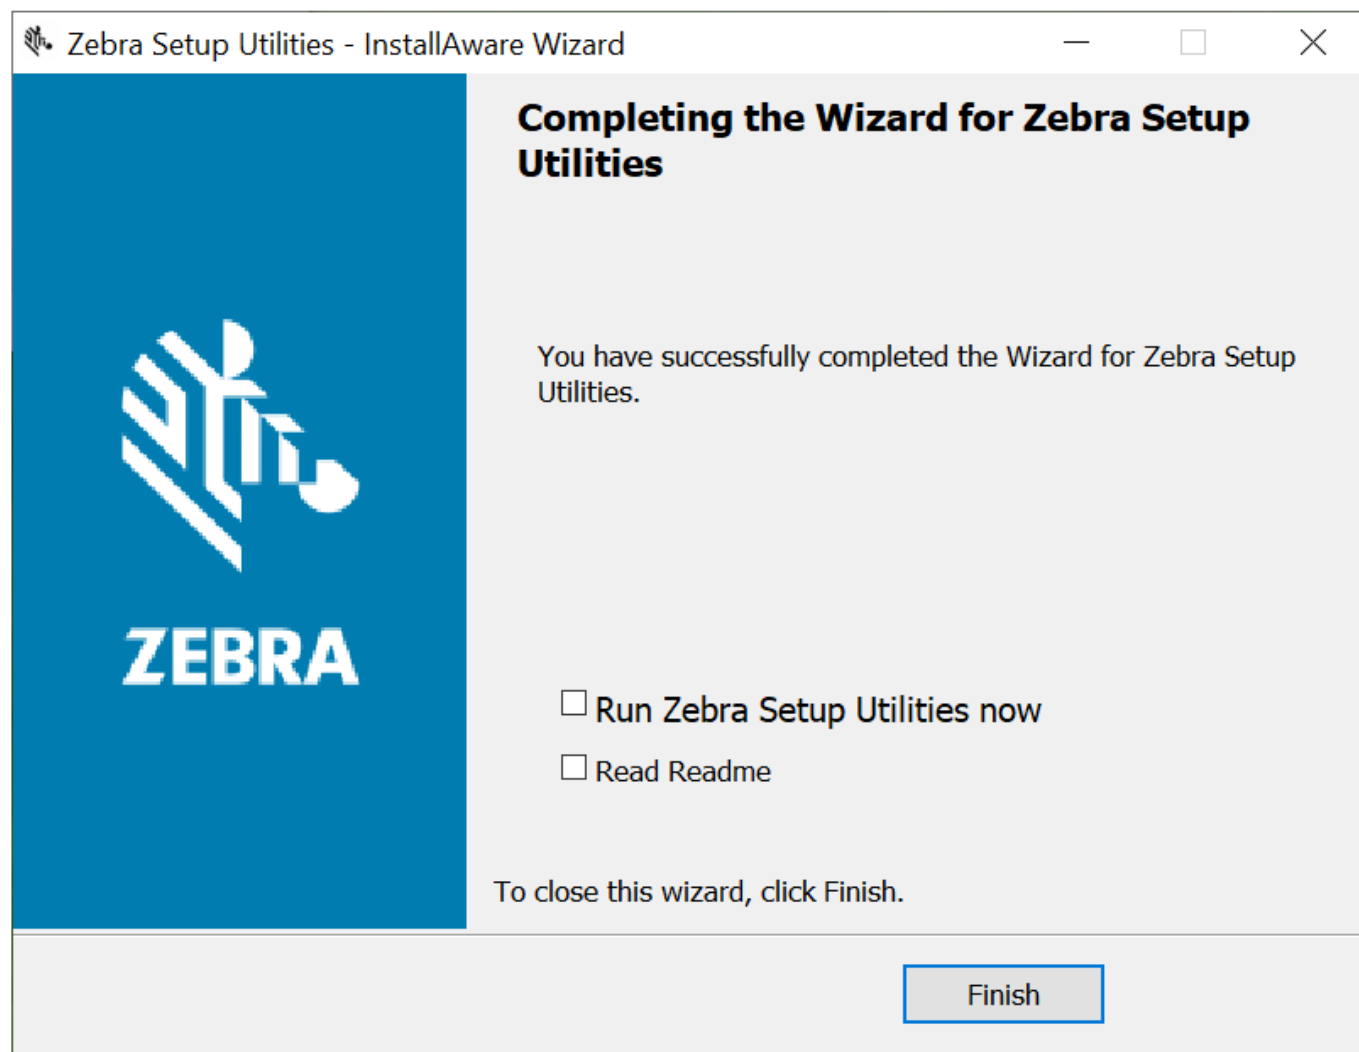 Zebra Setup Utilities - InstallAware Wizard
Completing the Wizard for Zebra Setup
Utilities
You have successfully completed the Wizard for Zebra Setup
Utilities.
ZEBRA
Run Zebra Setup Utilities now
Read Readme
To close this wizard, click Finish.
Finish